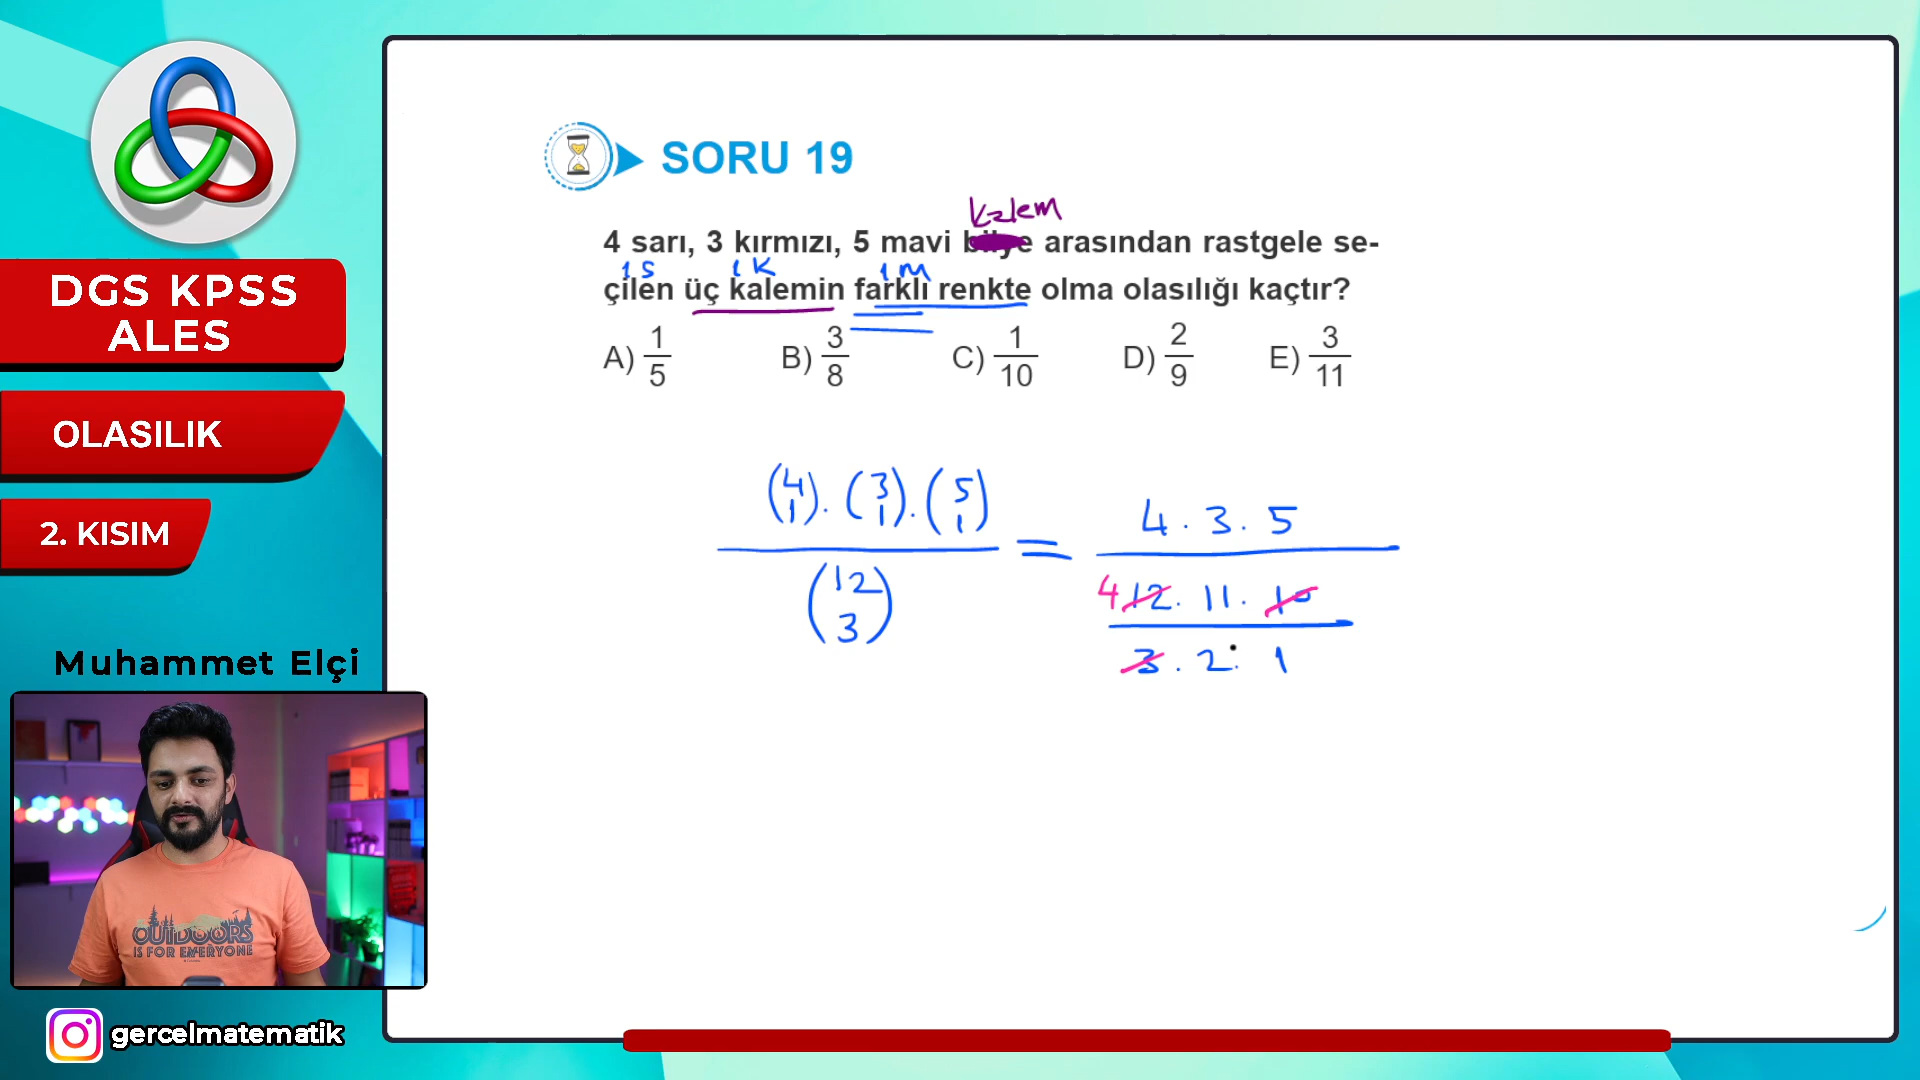 SORU 19
kalem
4 sarı, 3 kırmızı, 5 mavi bilye arasından rastgele se-
1S 1K 1M
çilen üç kalemin farklı renkte olma olasılığı kaçtır?
A) 1/5 B) 3/8 C) 1/10 D) 2/9 E) 3/11
(4 1) . (3 1) . (5 1) / (12 3) = 4 . 3 . 5 / 4 12 . 11 . 10 / 3 . 2 . 1
DGS KPSS
ALES
OLASILIK
2. KISIM
Muhammet Elçi
OUTDOORS
IS FOR EVERYONE
gercelmatematik